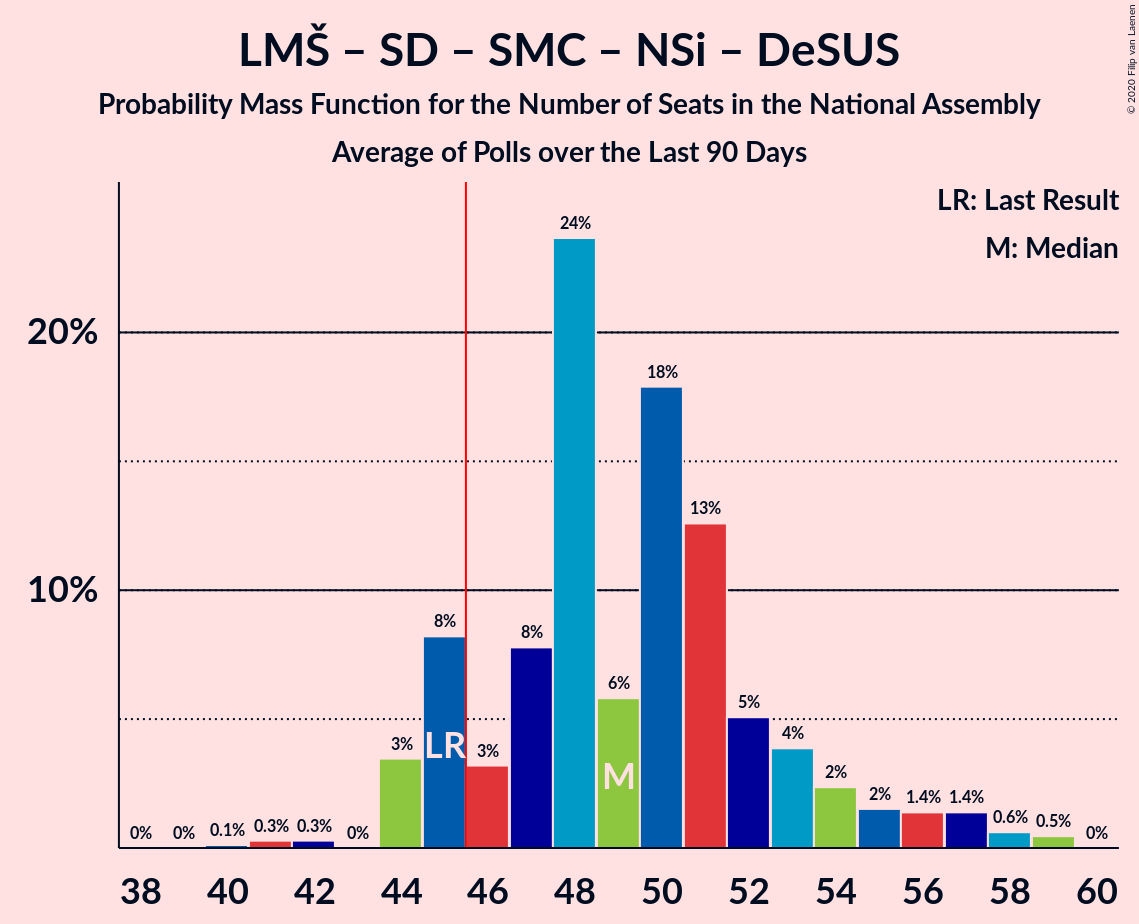 LMŠ – SD – SMC – NSi – DeSUS
Probability Mass Function for the Number of Seats in the National Assembly
Average of Polls over the Last 90 Days
© 2020 Filip van Laenen
LR: Last Result
M: Median
20%
10%
0% 0% 0.1% 0.3% 0.3% 0% 3% 8% 3% 8% 24% 6% 18% 13% 5% 4% 2% 2% 1.4% 1.4% 0.6% 0.5% 0%
LR
M
38 40 42 44 46 48 50 52 54 56 58 60